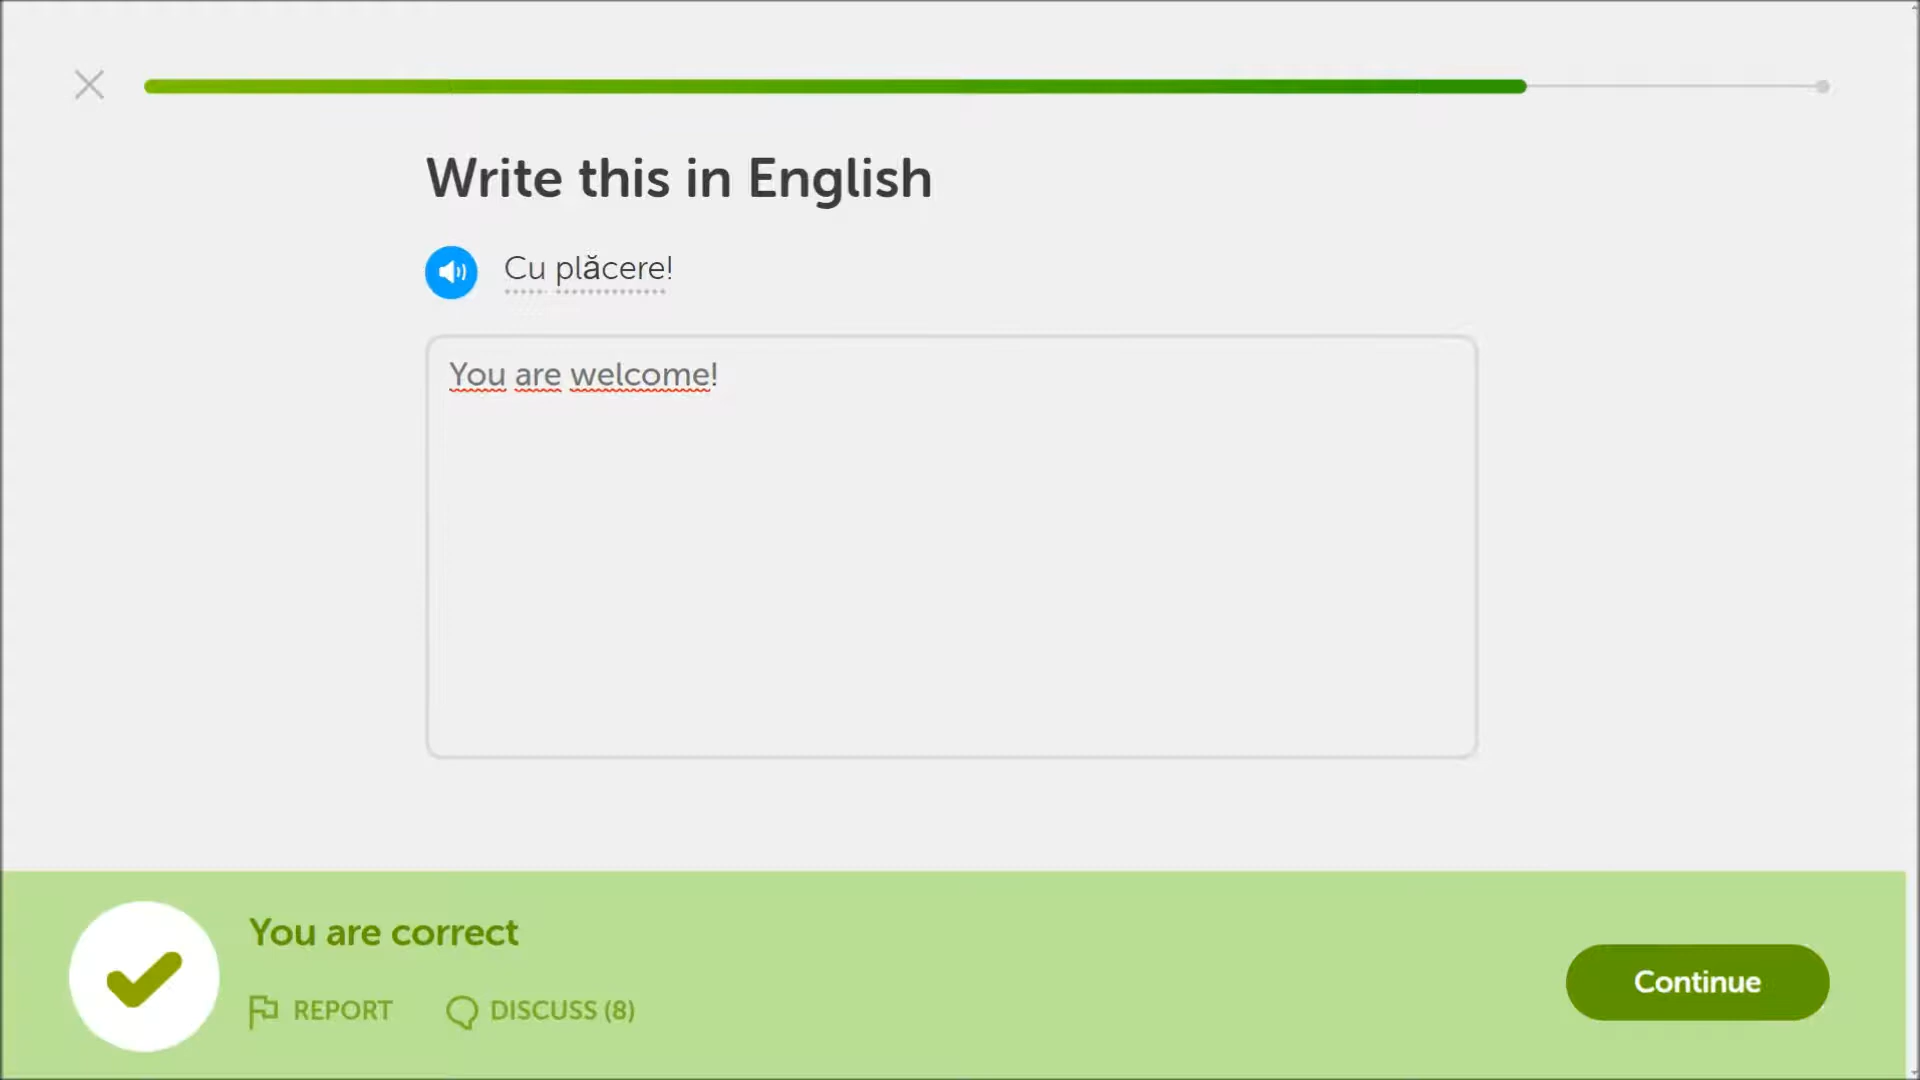 Write this in English
Cu plăcere!
You are welcome!
You are correct
REPORT
DISCUSS (8)
Continue